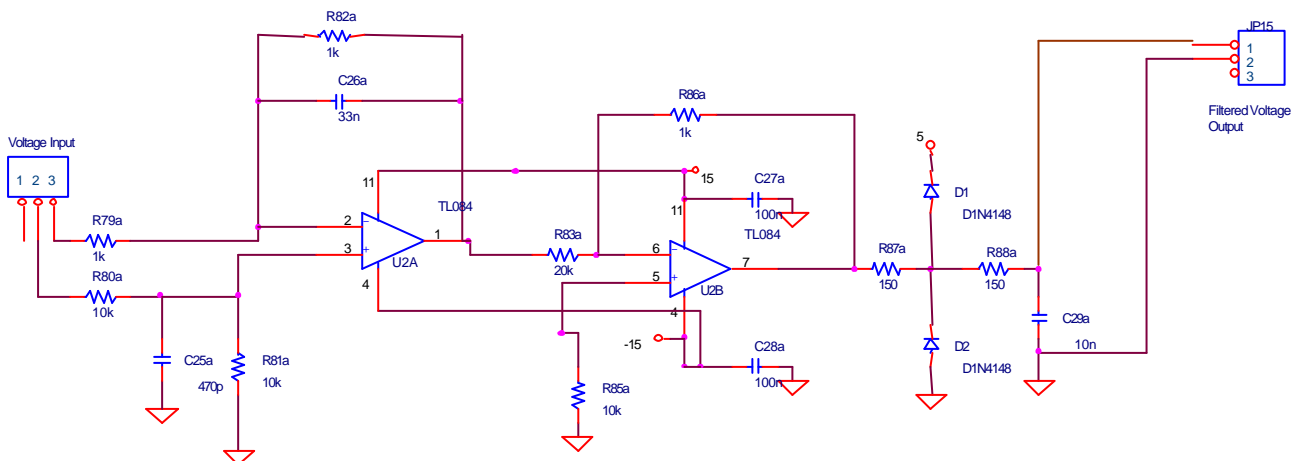 R82a
1k
C26a
33n
JP15
1
2
3
Filtered Voltage
Output
R86a
1k
Voltage Input
1 2 3
5
D1
D1N4148
11
15
C27a
100n
TL084
11
TL084
R79a
1k
2
3
1
U2A
4
R83a
20k
6
5
7
U2B
4
R87a
150
R88a
150
R80a
10k
C29a
10n
-15
C28a
100n
D2
D1N4148
C25a
470p
R81a
10k
R85a
10k